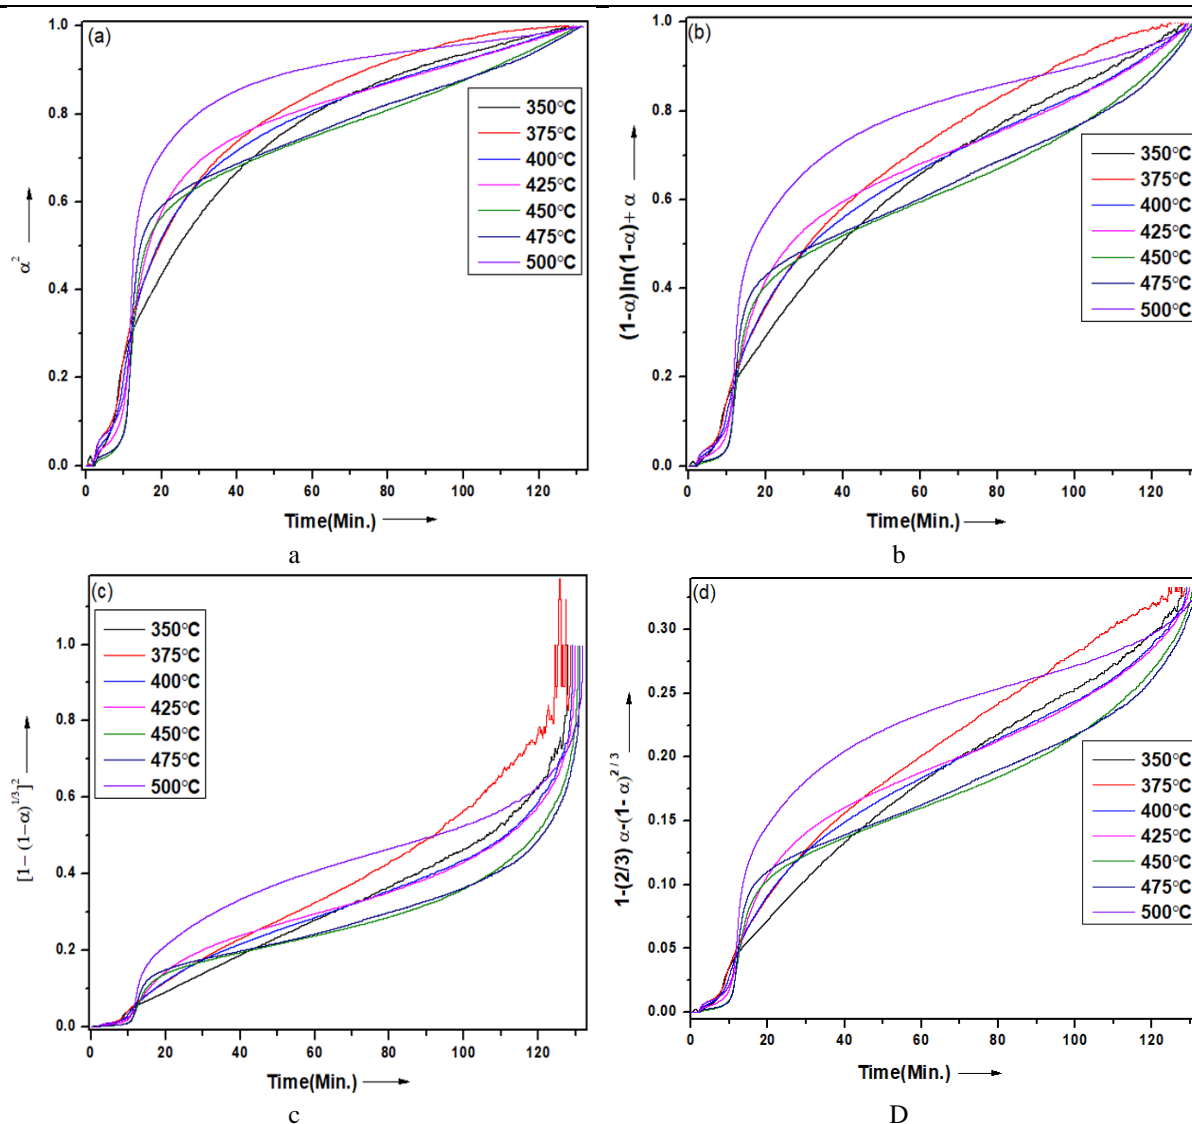 (a)
1.0
0.8
0.6
0.4
0.2
0.0
α²
350°C
375°C
400°C
425°C
450°C
475°C
500°C
0 20 40 60 80 100 120
Time(Min.)
a
(b)
1.0
0.8
0.6
0.4
0.2
0.0
(1-α)ln(1-α)+ α
350°C
375°C
400°C
425°C
450°C
475°C
500°C
0 20 40 60 80 100 120
Time(Min.)
b
(c)
1.0
0.8
0.6
0.4
0.2
0.0
[1– (1–α)^1/3]²
350°C
375°C
400°C
425°C
450°C
475°C
500°C
0 20 40 60 80 100 120
Time(Min.)
c
(d)
0.30
0.25
0.20
0.15
0.10
0.05
0.00
1-(2/3) α-(1- α)^2/3
350°C
375°C
400°C
425°C
450°C
475°C
500°C
0 20 40 60 80 100 120
Time(Min.)
D